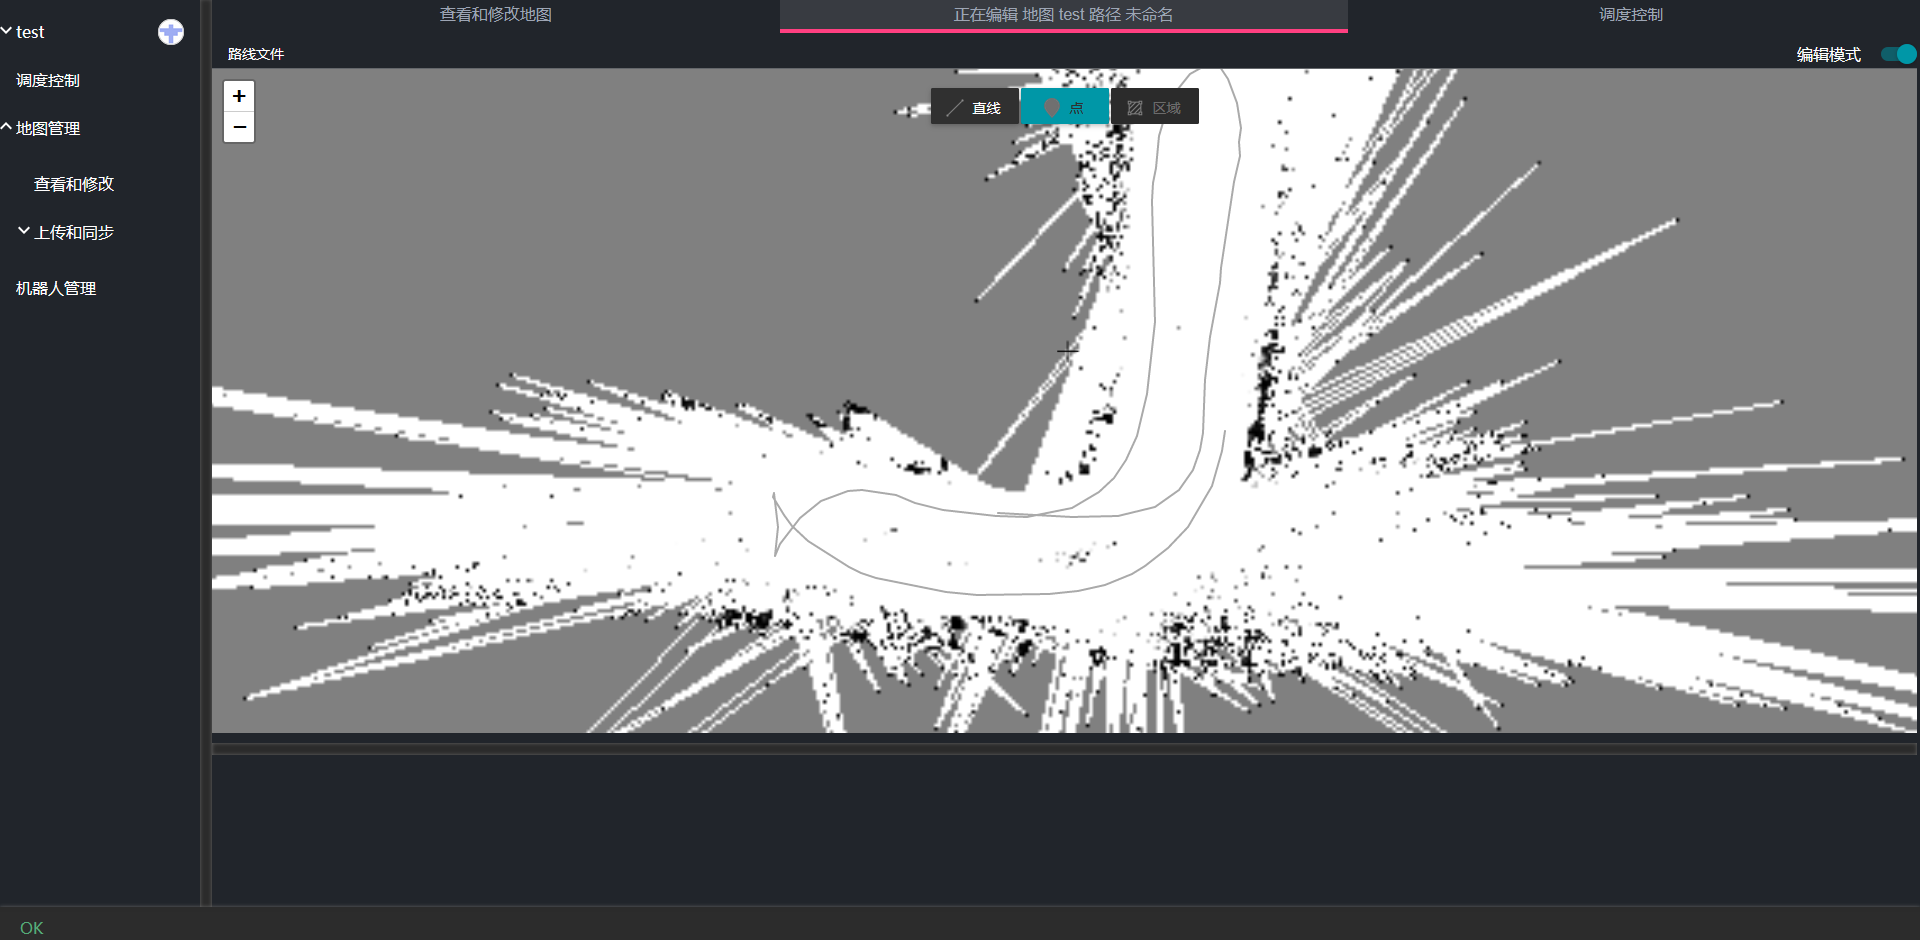 查看和修改地图
正在编辑 地图 test 路径 未命名
调度控制
test
路线文件
编辑模式
调度控制
+
−
直线
点
区域
地图管理
查看和修改
上传和同步
机器人管理
OK